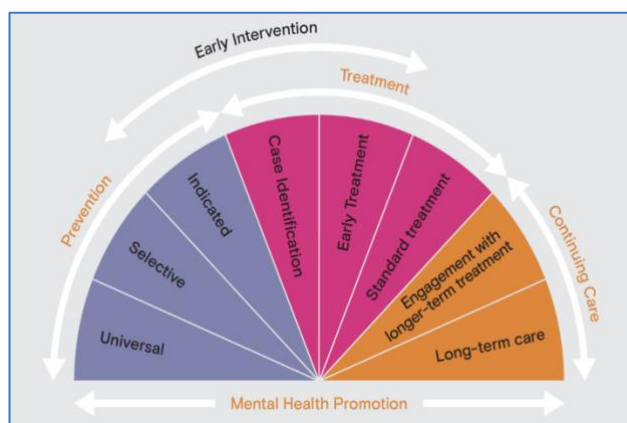 Early Intervention
Treatment
Prevention
Continuing Care
Universal
Selective
Indicated
Case Identification
Early Treatment
Standard treatment
Engagement with
longer-term treatment
Long-term care
Mental Health Promotion